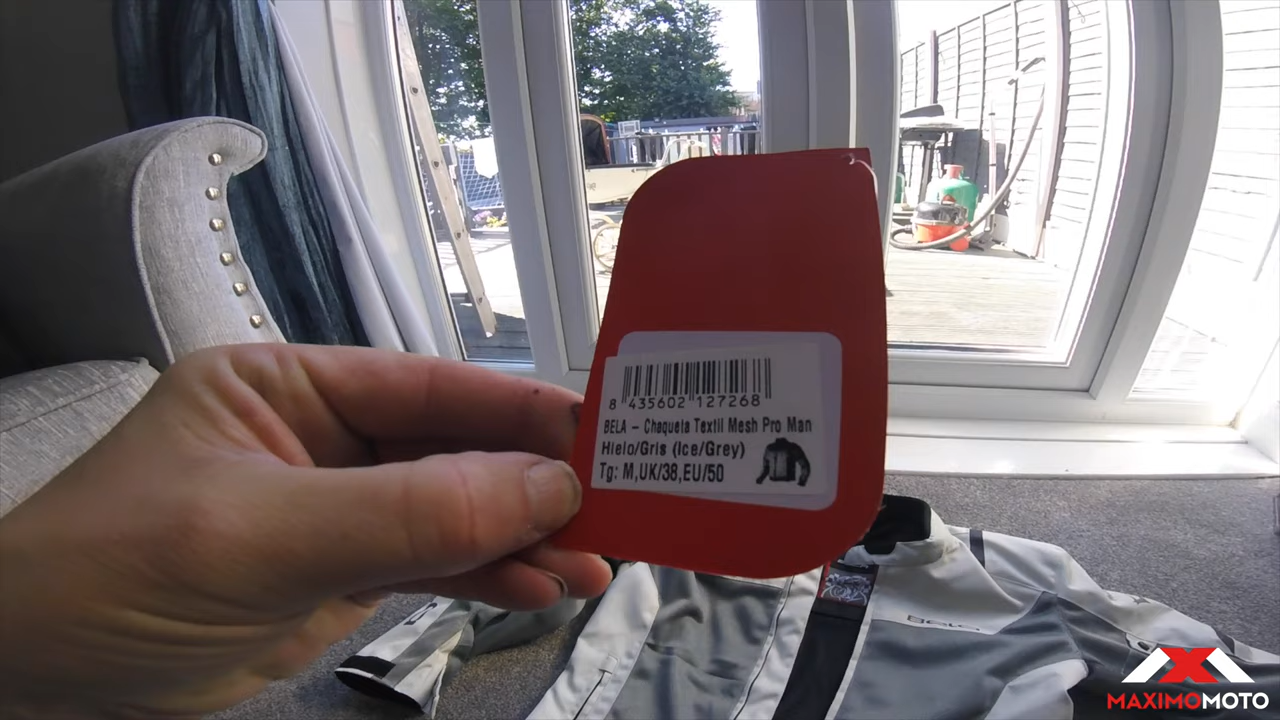 8 435602 127268
BELA – Chaqueta Textil Mesh Pro Man
Hielo/Gris (Ice/Grey)
Tg: M,UK/38,EU/50
BELA
MAXIMOMOTO